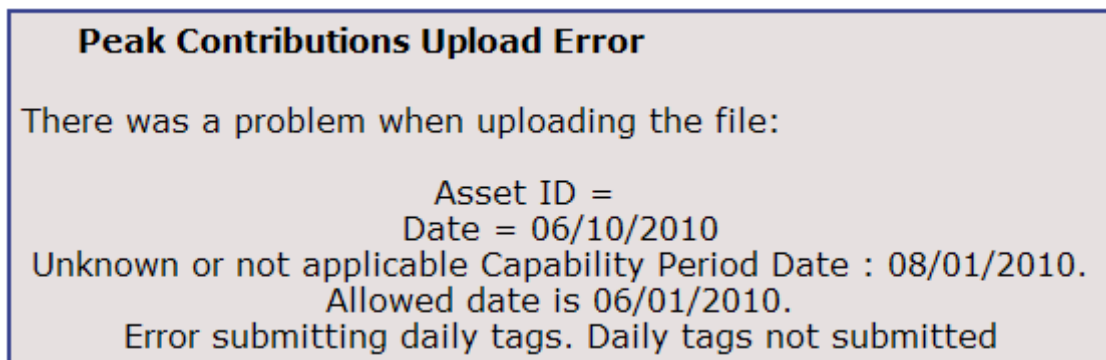 Peak Contributions Upload Error
There was a problem when uploading the file:
Asset ID =
Date = 06/10/2010
Unknown or not applicable Capability Period Date : 08/01/2010.
Allowed date is 06/01/2010.
Error submitting daily tags. Daily tags not submitted